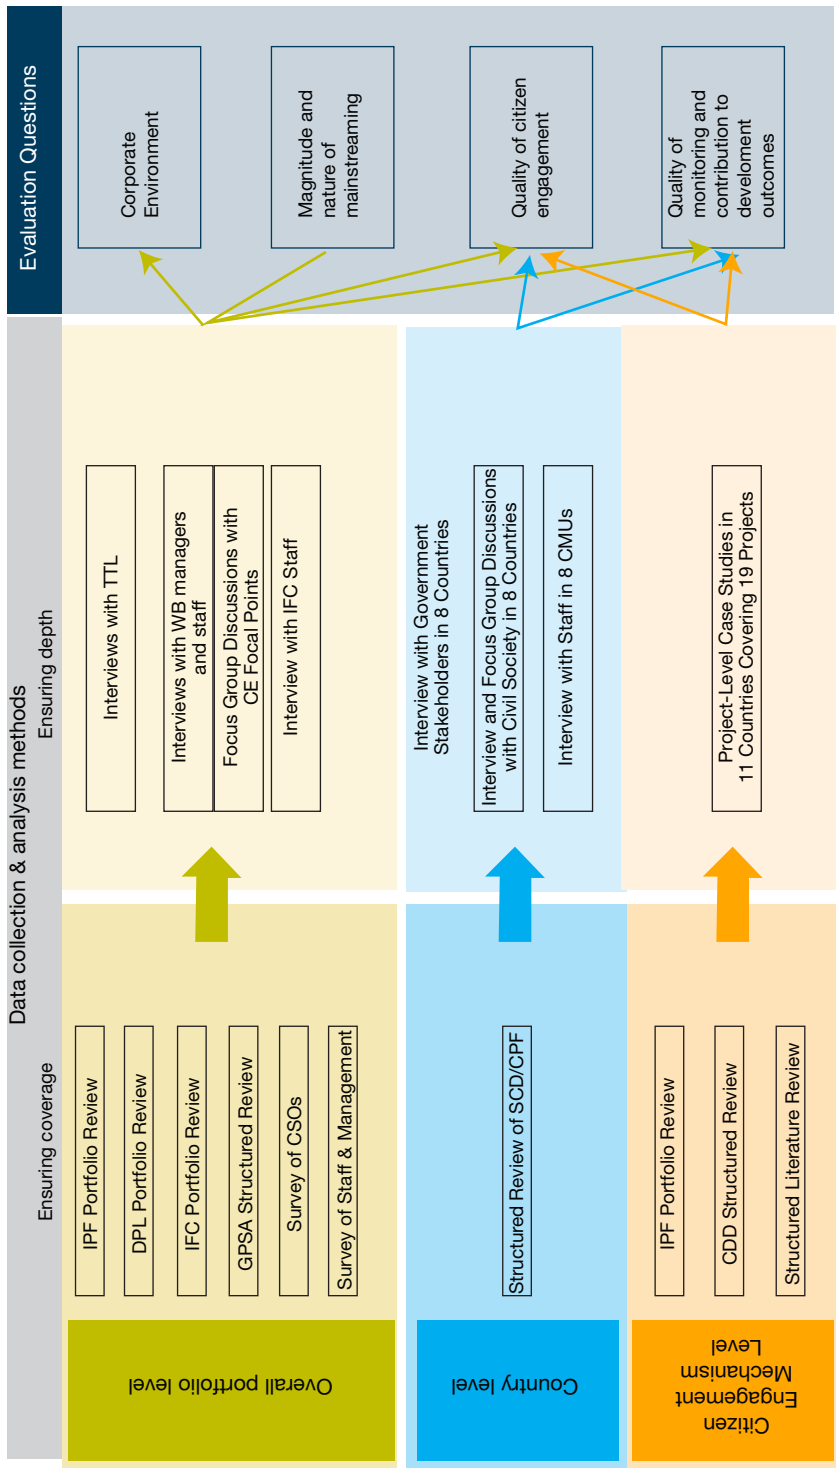 Data collection & analysis methods
Evaluation Questions
Ensuring coverage
Ensuring depth
Overall portfolio level
IPF Portfolio Review
DPL Portfolio Review
IFC Portfolio Review
GPSA Structured Review
Survey of CSOs
Survey of Staff & Management
Interviews with TTL
Interviews with WB managers
and staff
Focus Group Discussions with
CE Focal Points
Interview with IFC Staff
Country level
Structured Review of SCD/CPF
Interview with Government
Stakeholders in 8 Countries
Interview and Focus Group Discussions
with Civil Society in 8 Countries
Interview with Staff in 8 CMUs
Citizen
Engagement
Mechanism
Level
IPF Portfolio Review
CDD Structured Review
Structured Literature Review
Project-Level Case Studies in
11 Countries Covering 19 Projects
Corporate
Environment
Magnitude and
nature of
mainstreaming
Quality of citizen
engagement
Quality of
monitoring and
contribution to
develoment
outcomes